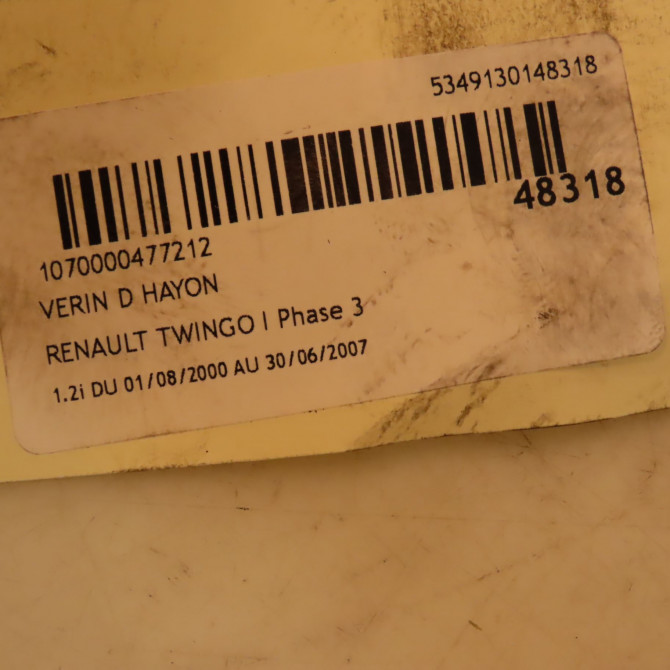 5349130148318
48318
1070000477212
VERIN D HAYON
RENAULT TWINGO I Phase 3
1.2i DU 01/08/2000 AU 30/06/2007